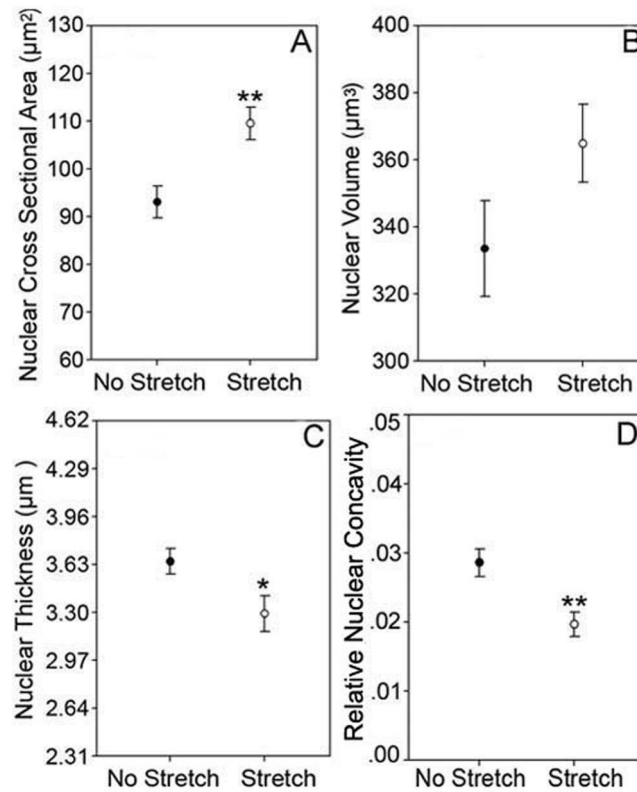 A
Nuclear Cross Sectional Area (µm²)
130
120
110
100
90
80
70
60
**
No Stretch Stretch
B
Nuclear Volume (µm³)
400
380
360
340
320
300
No Stretch Stretch
C
Nuclear Thickness (µm )
4.62
4.29
3.96
3.63
3.30
2.97
2.64
2.31
*
No Stretch Stretch
D
Relative Nuclear Concavity
.05
.04
.03
.02
.01
.00
**
No Stretch Stretch